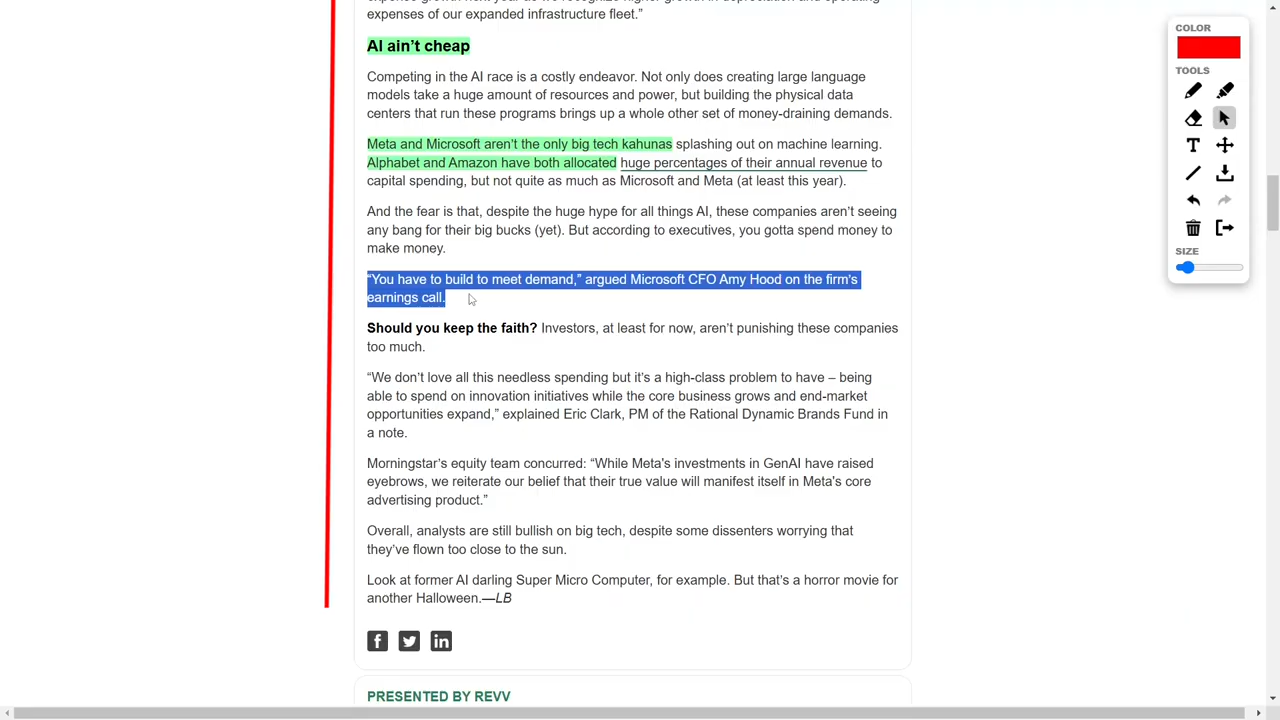 expenses of our expanded infrastructure fleet.”
AI ain’t cheap
Competing in the AI race is a costly endeavor. Not only does creating large language
models take a huge amount of resources and power, but building the physical data
centers that run these programs brings up a whole other set of money-draining demands.
Meta and Microsoft aren’t the only big tech kahunas splashing out on machine learning.
Alphabet and Amazon have both allocated huge percentages of their annual revenue to
capital spending, but not quite as much as Microsoft and Meta (at least this year).
And the fear is that, despite the huge hype for all things AI, these companies aren’t seeing
any bang for their big bucks (yet). But according to executives, you gotta spend money to
make money.
“You have to build to meet demand,” argued Microsoft CFO Amy Hood on the firm’s
earnings call.
Should you keep the faith? Investors, at least for now, aren’t punishing these companies
too much.
“We don’t love all this needless spending but it’s a high-class problem to have – being
able to spend on innovation initiatives while the core business grows and end-market
opportunities expand,” explained Eric Clark, PM of the Rational Dynamic Brands Fund in
a note.
Morningstar’s equity team concurred: “While Meta's investments in GenAI have raised
eyebrows, we reiterate our belief that their true value will manifest itself in Meta's core
advertising product.”
Overall, analysts are still bullish on big tech, despite some dissenters worrying that
they’ve flown too close to the sun.
Look at former AI darling Super Micro Computer, for example. But that’s a horror movie for
another Halloween.—LB
PRESENTED BY REVV
COLOR
TOOLS
SIZE